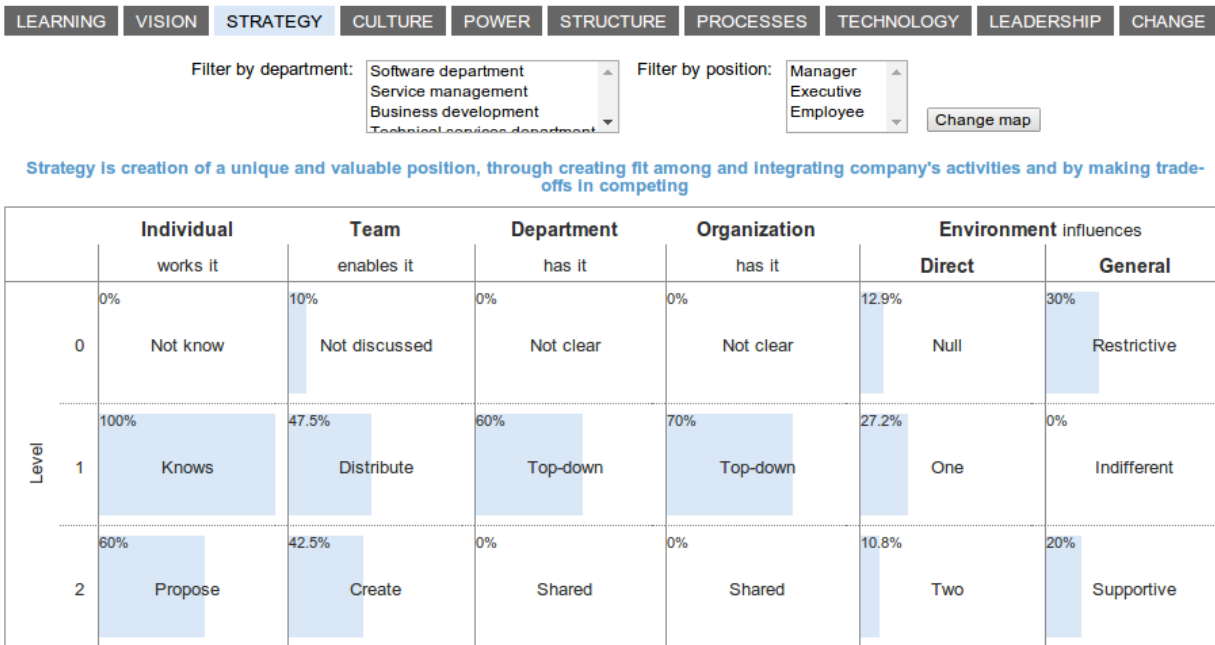 LEARNING VISION STRATEGY CULTURE POWER STRUCTURE PROCESSES TECHNOLOGY LEADERSHIP CHANGE
Filter by department: Software department Filter by position: Manager
Service management Executive
Business development Employee
Technical services department Change map
Strategy is creation of a unique and valuable position, through creating fit among and integrating company's activities and by making trade-
offs in competing
Individual Team Department Organization Environment influences
works it enables it has it has it Direct General
0% 10% 0% 0% 12.9% 30%
0 Not know Not discussed Not clear Not clear Null Restrictive
100% 47.5% 60% 70% 27.2% 0%
Level 1 Knows Distribute Top-down Top-down One Indifferent
60% 42.5% 0% 0% 10.8% 20%
2 Propose Create Shared Shared Two Supportive